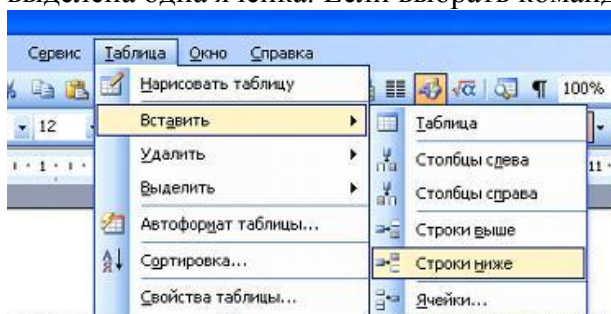 выделена одна ячейка. Если выбрать команд
Сервис Таблица Окно Справка
Нарисовать таблицу
100%
12
Вставить
Таблица
Удалить
Столбцы слева
11
Выделить
Столбцы справа
Автоформат таблицы...
Строки выше
Сортировка...
Строки ниже
Свойства таблицы...
Ячейки...